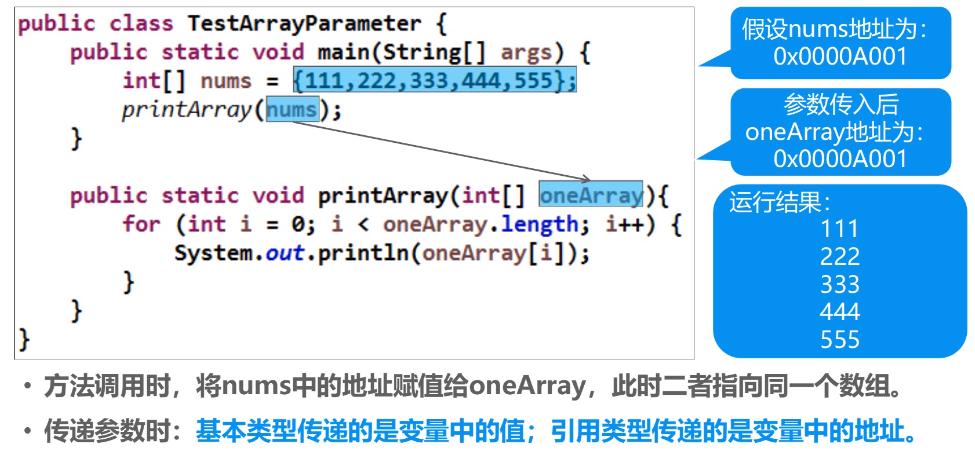 public class TestArrayParameter {
public static void main(String[] args) {
int[] nums = {111,222,333,444,555};
printArray(nums);
}
public static void printArray(int[] oneArray){
for (int i = 0; i < oneArray.length; i++) {
System.out.println(oneArray[i]);
}
}
}
假设nums地址为：
0x0000A001
参数传入后
oneArray地址为：
0x0000A001
运行结果：
111
222
333
444
555
• 方法调用时，将nums中的地址赋值给oneArray，此时二者指向同一个数组。
• 传递参数时：基本类型传递的是变量中的值；引用类型传递的是变量中的地址。